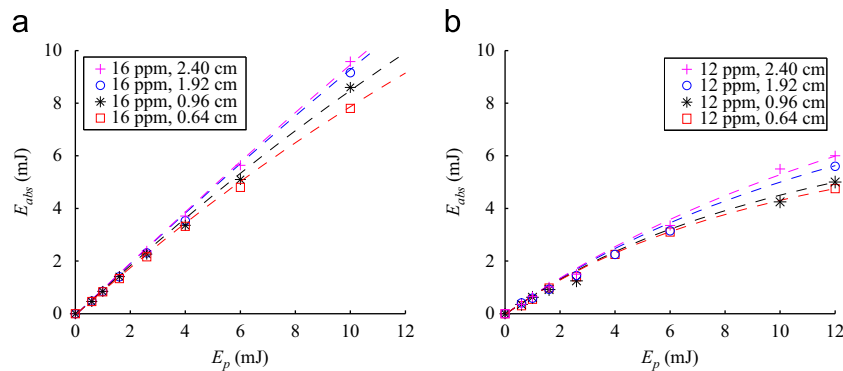 a
10
8
6
4
2
0
E_abs (mJ)
16 ppm, 2.40 cm
16 ppm, 1.92 cm
16 ppm, 0.96 cm
16 ppm, 0.64 cm
0 2 4 6 8 10 12
E_p (mJ)
b
10
8
6
4
2
0
E_abs (mJ)
12 ppm, 2.40 cm
12 ppm, 1.92 cm
12 ppm, 0.96 cm
12 ppm, 0.64 cm
0 2 4 6 8 10 12
E_p (mJ)